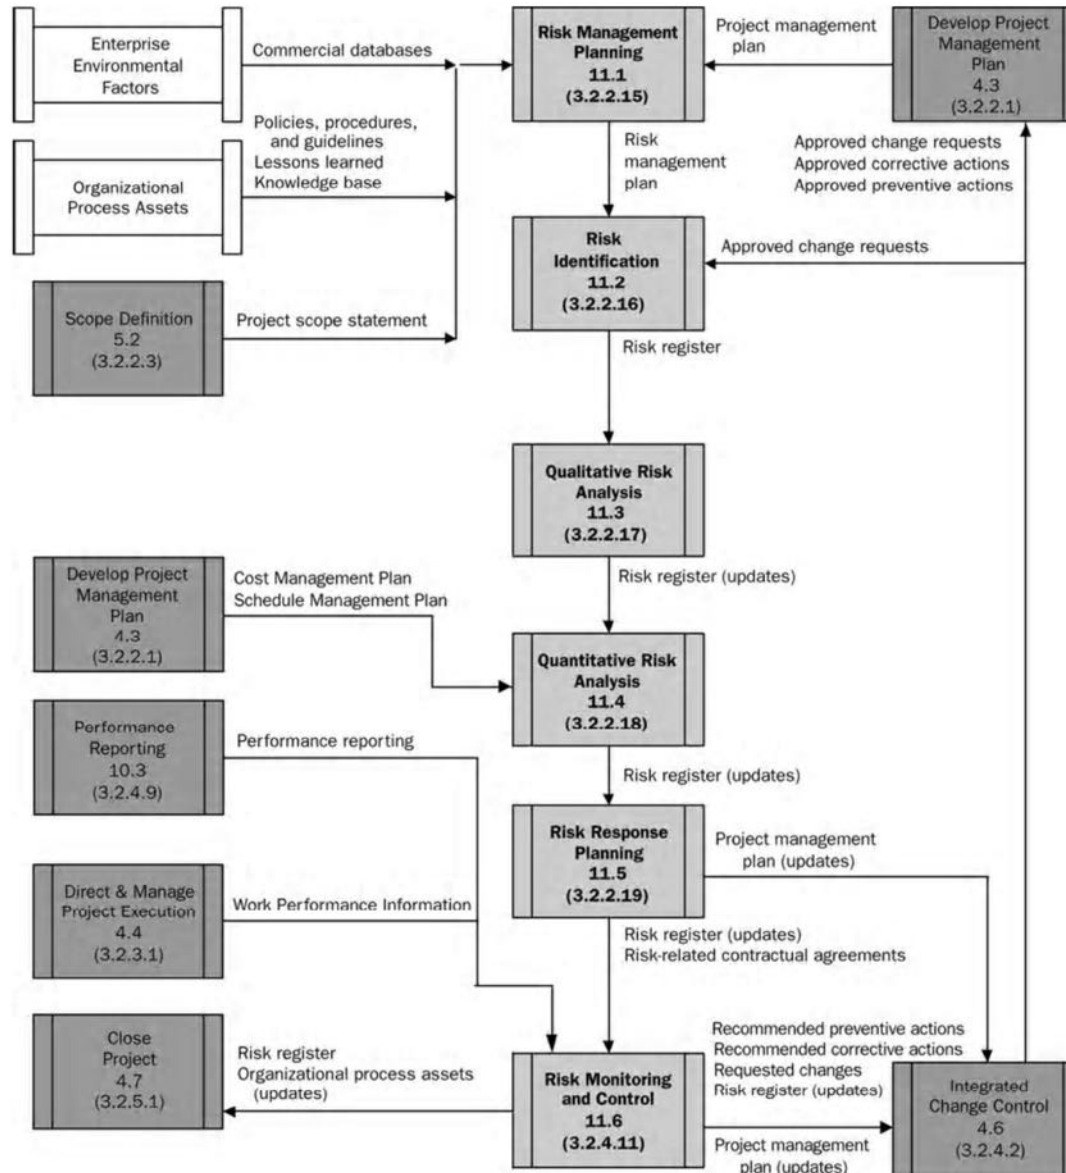 Enterprise
Environmental
Factors
Commercial databases
Risk Management
Planning
11.1
(3.2.2.15)
Project management
plan
Develop Project
Management
Plan
4.3
(3.2.2.1)
Policies, procedures,
and guidelines
Lessons learned
Knowledge base
Organizational
Process Assets
Risk
management
plan
Approved change requests
Approved corrective actions
Approved preventive actions
Risk
Identification
11.2
(3.2.2.16)
Approved change requests
Scope Definition
5.2
(3.2.2.3)
Project scope statement
Risk register
Qualitative Risk
Analysis
11.3
(3.2.2.17)
Risk register (updates)
Develop Project
Management
Plan
4.3
(3.2.2.1)
Cost Management Plan
Schedule Management Plan
Quantitative Risk
Analysis
11.4
(3.2.2.18)
Performance
Reporting
10.3
(3.2.4.9)
Performance reporting
Risk register (updates)
Risk Response
Planning
11.5
(3.2.2.19)
Project management
plan (updates)
Direct & Manage
Project Execution
4.4
(3.2.3.1)
Work Performance Information
Risk register (updates)
Risk-related contractual agreements
Close
Project
4.7
(3.2.5.1)
Risk register
Organizational process assets
(updates)
Risk Monitoring
and Control
11.6
(3.2.4.11)
Recommended preventive actions
Recommended corrective actions
Requested changes
Risk register (updates)
Project management
plan (updates)
Integrated
Change Control
4.6
(3.2.4.2)